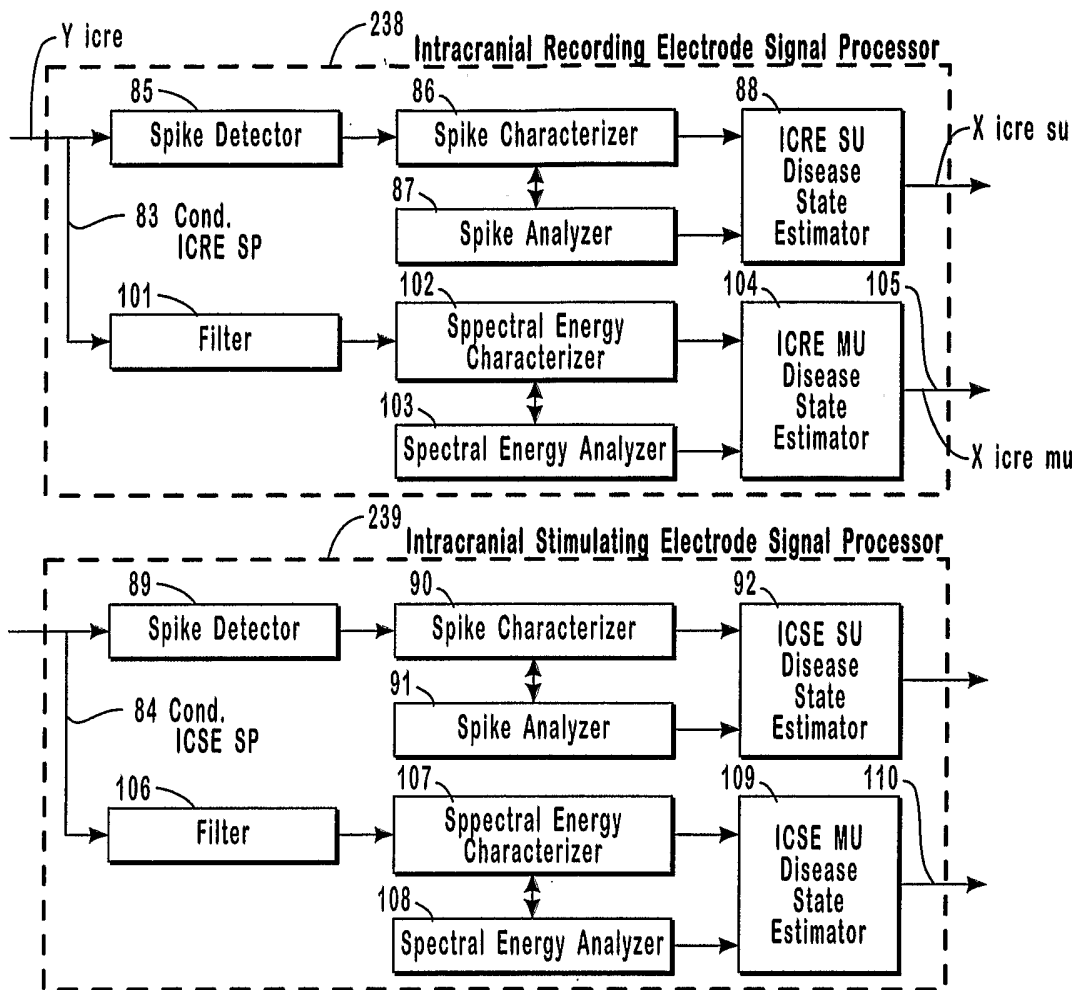 Y icre
238
Intracranial Recording Electrode Signal Processor
85
Spike Detector
86
Spike Characterizer
88
ICRE SU
Disease
State
Estimator
X icre su
87
Spike Analyzer
83 Cond.
ICRE SP
101
Filter
102
Sppectral Energy
Characterizer
104
ICRE MU
Disease
State
Estimator
105
103
Spectral Energy Analyzer
X icre mu
239
Intracranial Stimulating Electrode Signal Processor
89
Spike Detector
90
Spike Characterizer
92
ICSE SU
Disease
State
Estimator
91
Spike Analyzer
84 Cond.
ICSE SP
106
Filter
107
Sppectral Energy
Characterizer
109
ICSE MU
Disease
State
Estimator
110
108
Spectral Energy Analyzer